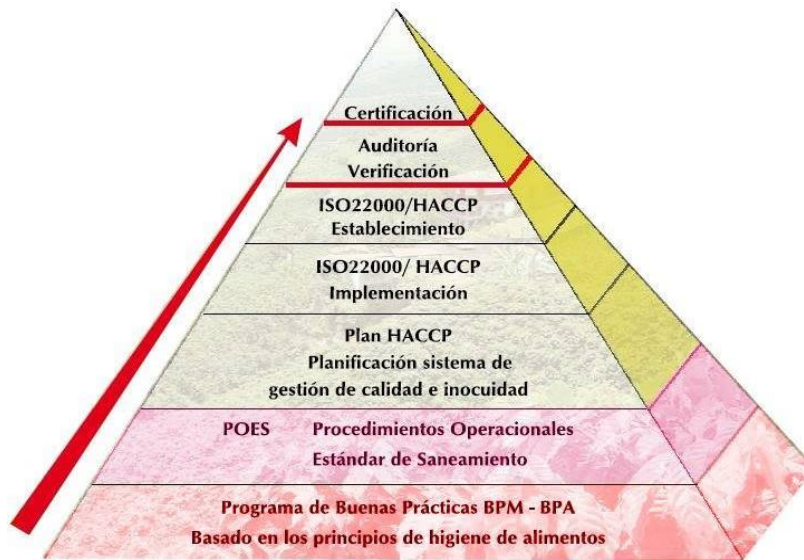 Certificación
Auditoría
Verificación
ISO22000/HACCP
Establecimiento
ISO22000/ HACCP
Implementación
Plan HACCP
Planificación sistema de
gestión de calidad e inocuidad
POES Procedimientos Operacionales
Estándar de Saneamiento
Programa de Buenas Prácticas BPM - BPA
Basado en los principios de higiene de alimentos